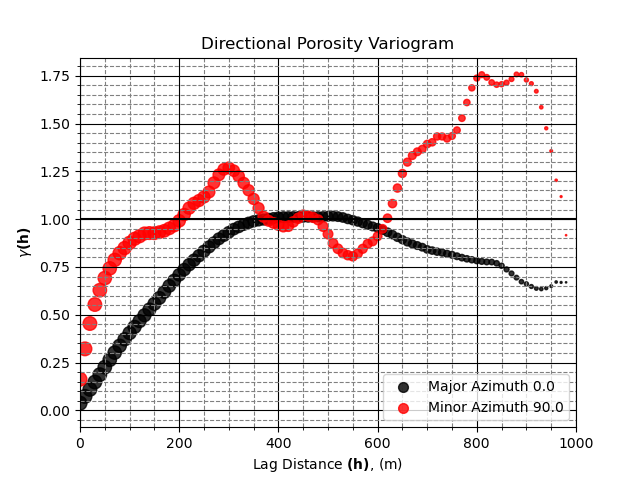 Directional Porosity Variogram
1.75
1.50
1.25
1.00
0.75
0.50
0.25
0.00
γ(h)
Major Azimuth 0.0
Minor Azimuth 90.0
0 200 400 600 800 1000
Lag Distance (h), (m)